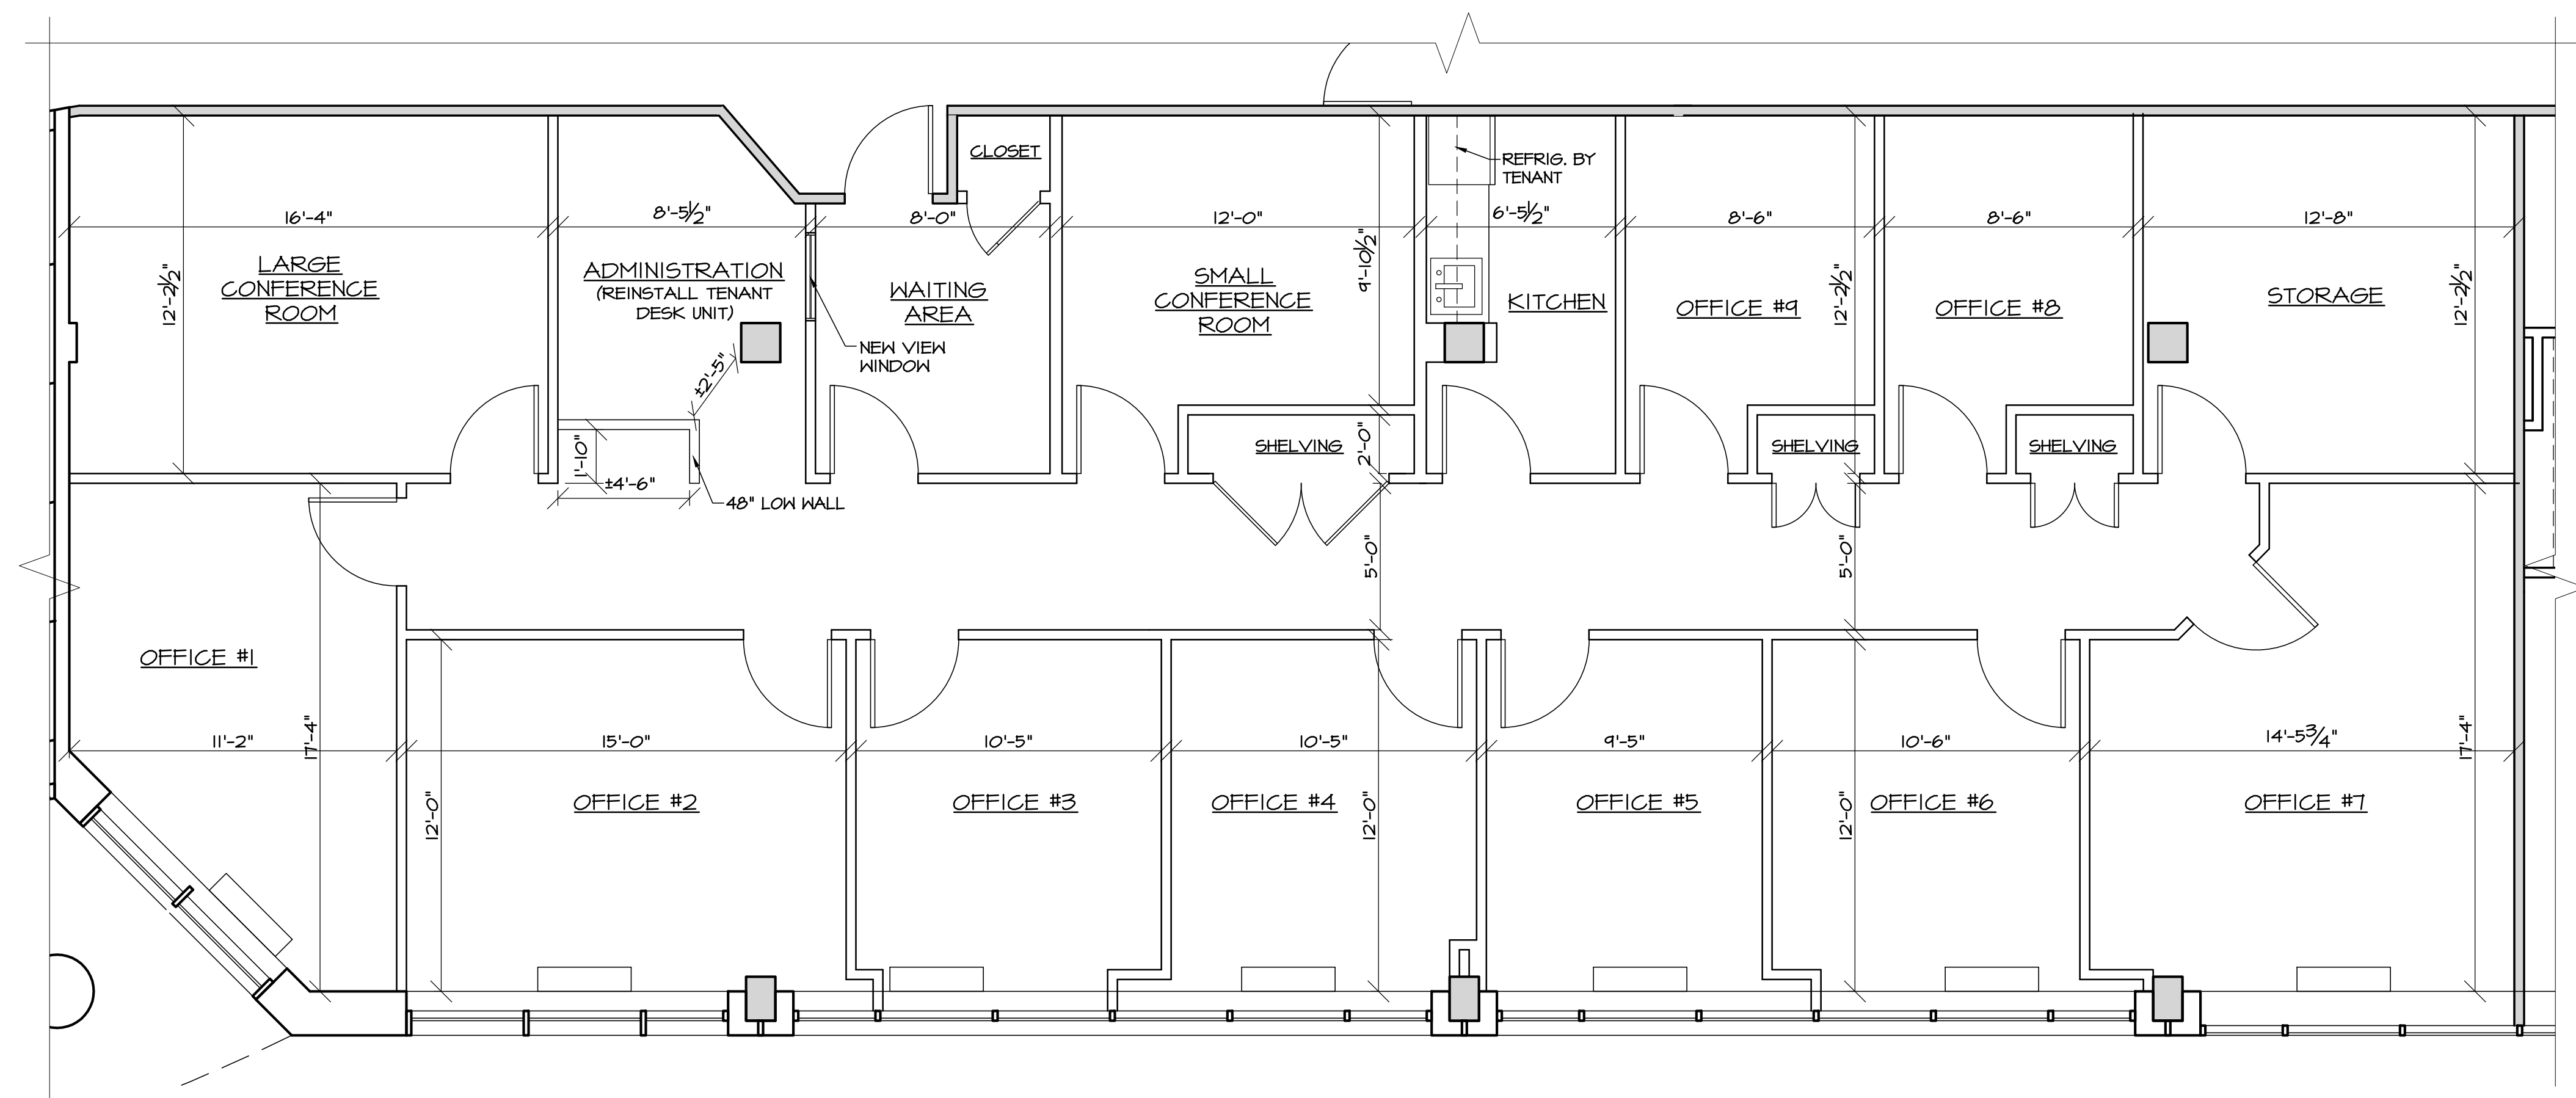 CLOSET
REFRIG. BY
TENANT
16'-4"
8'-5½"
8'-0"
12'-0"
6'-5½"
8'-6"
8'-6"
12'-8"
12'-2½"
9'-10½"
12'-2½"
12'-2½"
LARGE
CONFERENCE
ROOM
ADMINISTRATION
(REINSTALL TENANT
DESK UNIT)
WAITING
AREA
SMALL
CONFERENCE
ROOM
KITCHEN
OFFICE #9
OFFICE #8
STORAGE
NEW VIEW
WINDOW
±2'-5"
1'-10"
±4'-6"
48" LOW WALL
SHELVING
2'-0"
SHELVING
SHELVING
5'-0"
5'-0"
OFFICE #1
17'-4"
17'-4"
11'-2"
15'-0"
10'-5"
10'-5"
9'-5"
10'-6"
14'-5¾"
12'-0"
OFFICE #2
OFFICE #3
OFFICE #4
12'-0"
OFFICE #5
12'-0"
OFFICE #6
OFFICE #7